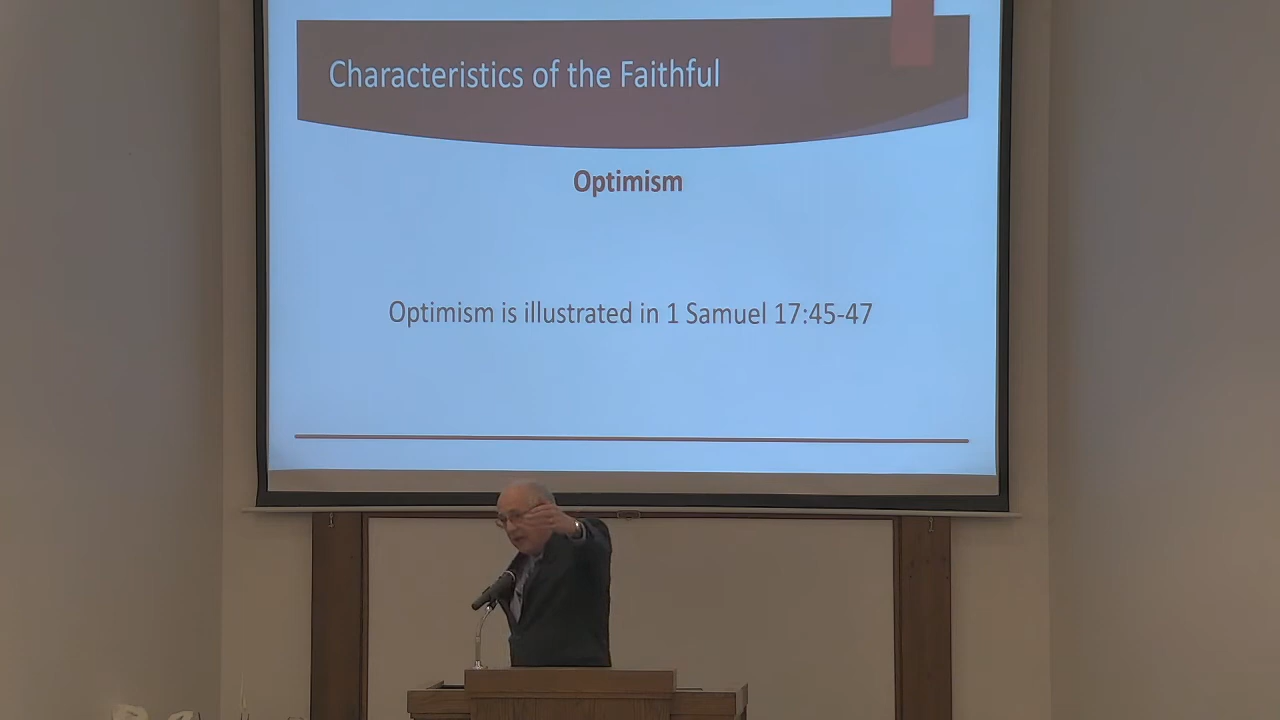 Characteristics of the Faithful
Optimism
Optimism is illustrated in 1 Samuel 17:45-47